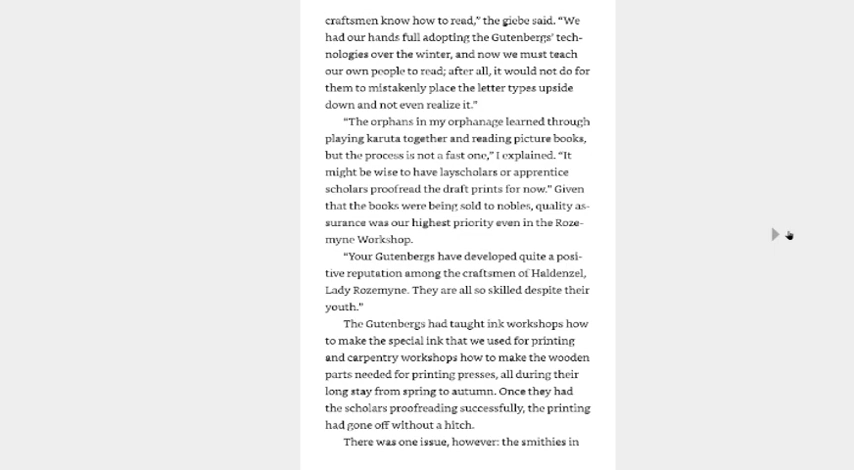 craftsmen know how to read,” the giebe said. “We
had our hands full adopting the Gutenbergs’ tech-
nologies over the winter, and now we must teach
our own people to read; after all, it would not do for
them to mistakenly place the letter types upside
down and not even realize it.”
“The orphans in my orphanage learned through
playing karuta together and reading picture books,
but the process is not a fast one,” I explained. “It
might be wise to have layscholars or apprentice
scholars proofread the draft prints for now.” Given
that the books were being sold to nobles, quality as-
surance was our highest priority even in the Roze-
myne Workshop.
“Your Gutenbergs have developed quite a posi-
tive reputation among the craftsmen of Haldenzel,
Lady Rozemyne. They are all so skilled despite their
youth.”
The Gutenbergs had taught ink workshops how
to make the special ink that we used for printing
and carpentry workshops how to make the wooden
parts needed for printing presses, all during their
long stay from spring to autumn. Once they had
the scholars proofreading successfully, the printing
had gone off without a hitch.
There was one issue, however: the smithies in